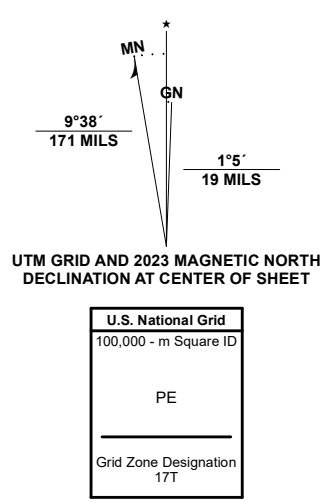 MN
GN
9°38´
171 MILS
1°5´
19 MILS
UTM GRID AND 2023 MAGNETIC NORTH
DECLINATION AT CENTER OF SHEET
U.S. National Grid
100,000 - m Square ID
PE
Grid Zone Designation
17T